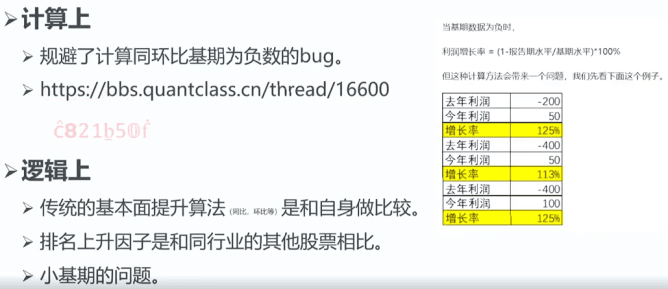 计算上
规避了计算同环比基期为负数的bug。
https://bbs.quantclass.cn/thread/16600
ĉ821b̠5𝟘ḟ
逻辑上
传统的基本面提升算法(同比、环比等)是和自身做比较。
排名上升因子是和同行业的其他股票相比。
小基期的问题。
当基期数据为负时,
利润增长率 = (1-报告期水平/基期水平)*100%
但这种计算方法会带来一个问题,我们先看下面这个例子。
去年利润 -200
今年利润 50
增长率 125%
去年利润 -400
今年利润 50
增长率 113%
去年利润 -400
今年利润 100
增长率 125%